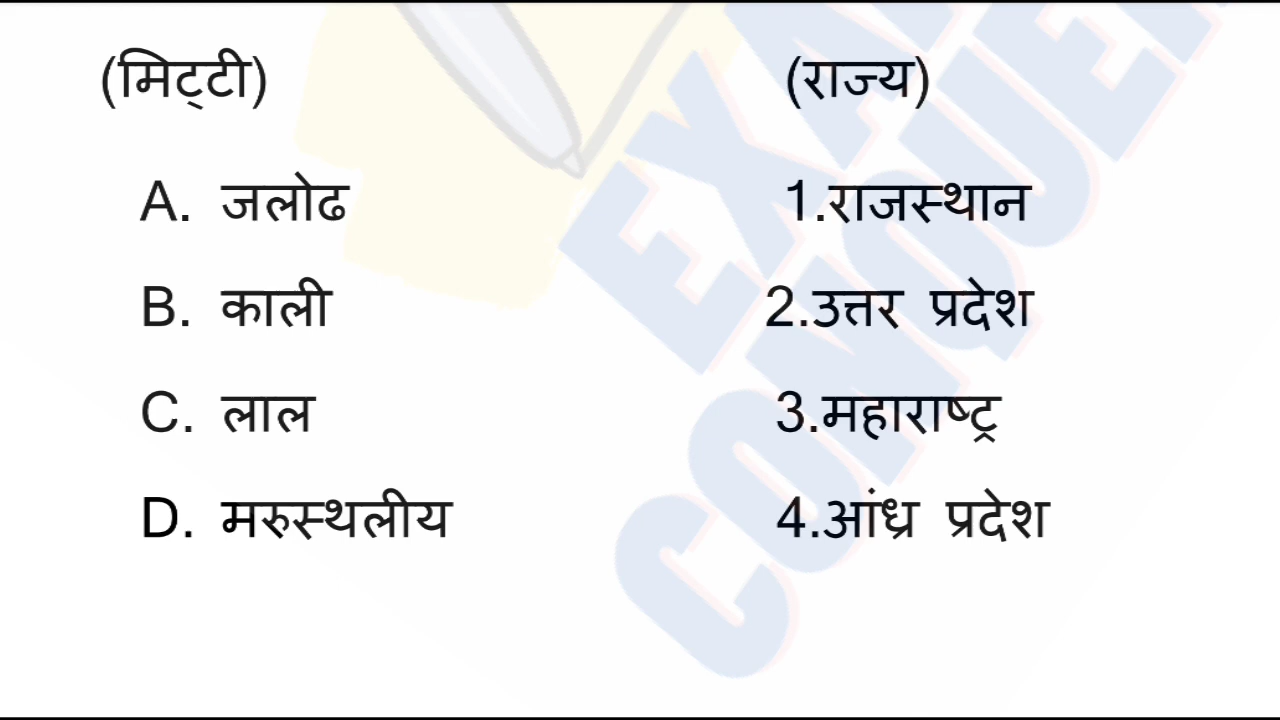 (मिट्टी) (राज्य)
A. जलोढ 1.राजस्थान
B. काली 2.उत्तर प्रदेश
C. लाल 3.महाराष्ट्र
D. मरुस्थलीय 4.आंध्र प्रदेश